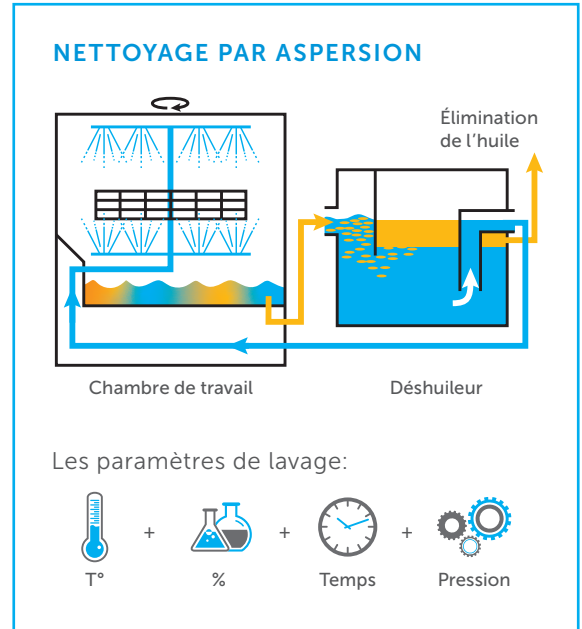 NETTOYAGE PAR ASPERSION
Élimination
de l’huile
Chambre de travail
Déshuileur
Les paramètres de lavage:
+
+
+
T°
%
Temps
Pression